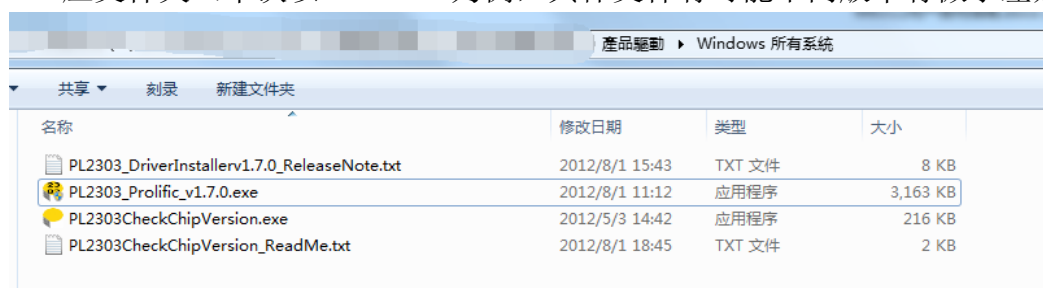 產品驅動 ▸ Windows 所有系統
共享 ▼ 刻录 新建文件夹
名称 修改日期 类型 大小
PL2303_DriverInstallerv1.7.0_ReleaseNote.txt 2012/8/1 15:43 TXT 文件 8 KB
PL2303_Prolific_v1.7.0.exe 2012/8/1 11:12 应用程序 3,163 KB
PL2303CheckChipVersion.exe 2012/5/3 14:42 应用程序 216 KB
PL2303CheckChipVersion_ReadMe.txt 2012/8/1 18:45 TXT 文件 2 KB